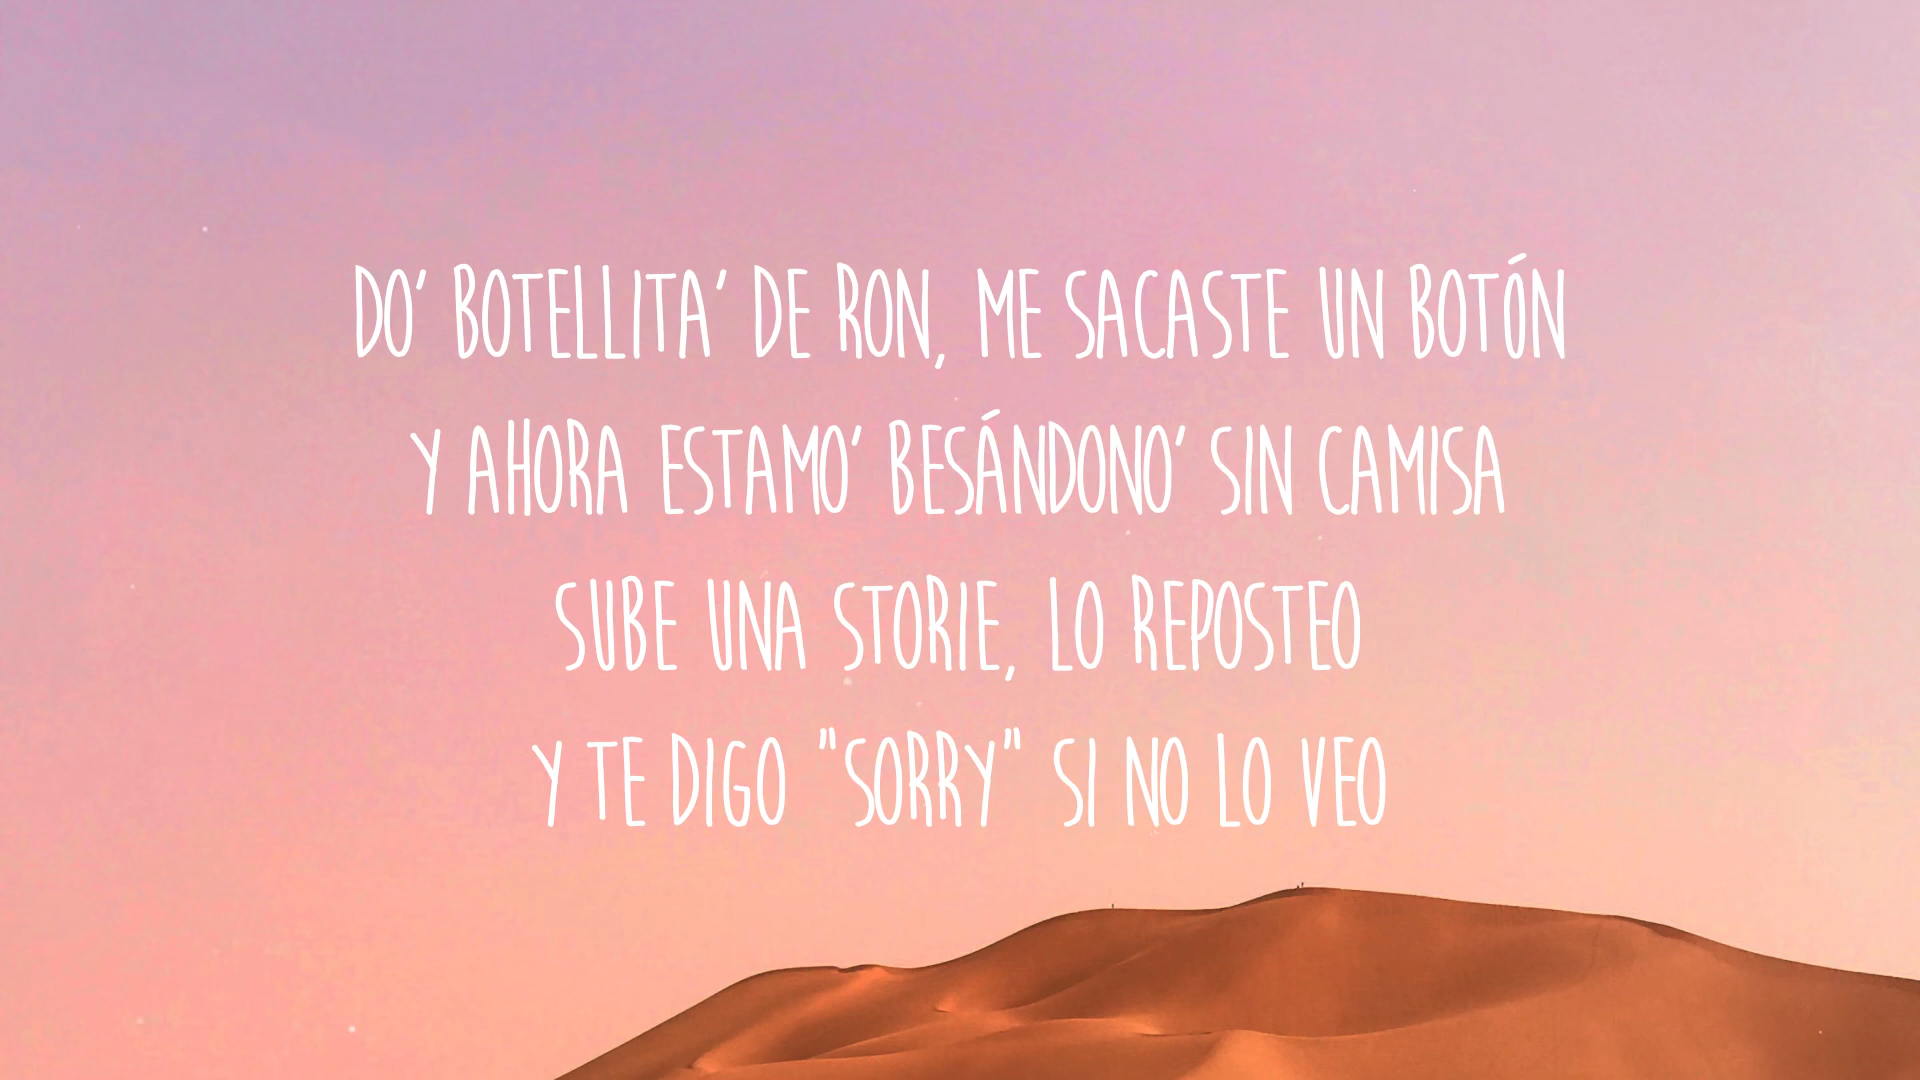 DO' BOTELLITA' DE RON, ME SACASTE UN BOTÓN
Y AHORA ESTAMO' BESÁNDONO' SIN CAMISA
SUBE UNA STORIE, LO REPOSTEO
Y TE DIGO "SORRY" SI NO LO VEO